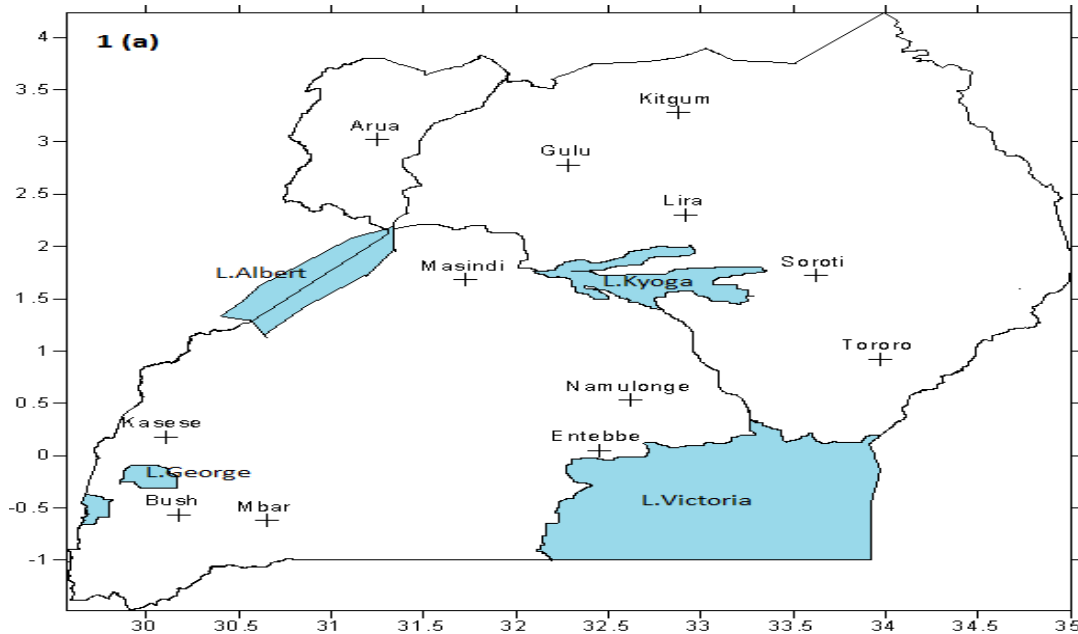 1 (a)
4
3.5
3
2.5
2
1.5
1
0.5
0
-0.5
-1
Kitgum
Arua
Gulu
Lira
L.Albert
Masindi
L.Kyoga
Soroti
Tororo
Namulonge
Kasese
Entebbe
L.George
Bush
Mbar
L.Victoria
30
30.5
31
31.5
32
32.5
33
33.5
34
34.5
35